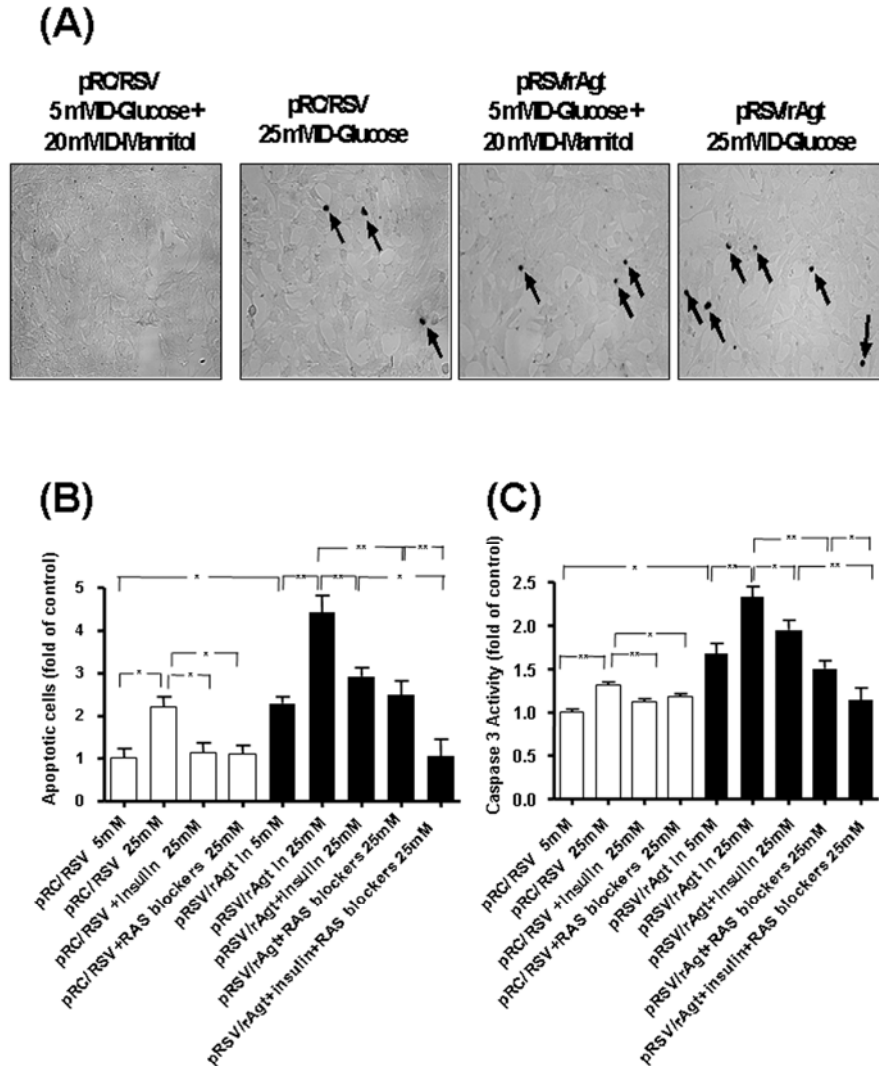 (A)
pRC/RSV
5 mMD-Glucose +
20 mMD-Mannitol
pRC/RSV
25 mMD-Glucose
pRSV/rAgt
5 mMD-Glucose +
20 mMD-Mannitol
pRSV/rAgt
25 mMD-Glucose
(B)
Apoptotic cells (fold of control)
5
4
3
2
1
0
*
*
*
*
**
**
**
**
*
pRC/RSV 5mM
pRC/RSV 25mM
pRC/RSV +Insulin 25mM
pRC/RSV+RAS blockers 25mM
pRSV/rAgt In 5mM
pRSV/rAgt In 25mM
pRSV/rAgt+Insulin 25mM
pRSV/rAgt+RAS blockers 25mM
pRSV/rAgt+insulin+RAS blockers 25mM
(C)
Caspase 3 Activity (fold of control)
2.5
2.0
1.5
1.0
0.5
0.0
**
**
*
*
**
*
**
*
**
pRC/RSV 5mM
pRC/RSV 25mM
pRC/RSV +Insulin 25mM
pRC/RSV+RAS blockers 25mM
pRSV/rAgt In 5mM
pRSV/rAgt In 25mM
pRSV/rAgt+Insulin 25mM
pRSV/rAgt+RAS blockers 25mM
pRSV/rAgt+insulin+RAS blockers 25mM